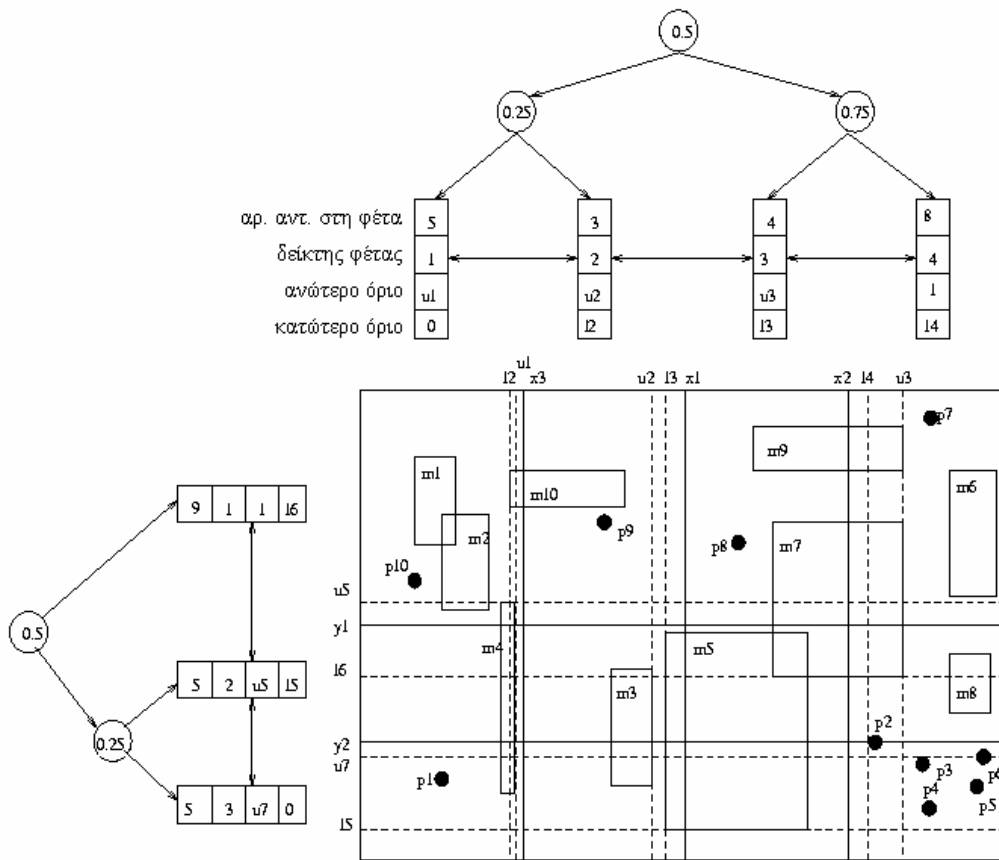 0.5
0.25 0.75
αρ. αντ. στη φέτα 5 3 4 8
δείκτης φέτας 1 2 3 4
ανώτερο όριο u1 u2 u3 1
κατώτερο όριο 0 l2 l3 l4
u1
l2 x3 u2 l3 x1 x2 l4 u3
p7
m9
m1 m10 m6
9 1 1 l6
m2 p9 p8 m7
p10
u5
y1
0.5
m4 m5
l6
5 2 u5 l5
m3 m8
p2
0.25
y2
u7
p1 p3 p6
p4
5 3 u7 0
p5
l5